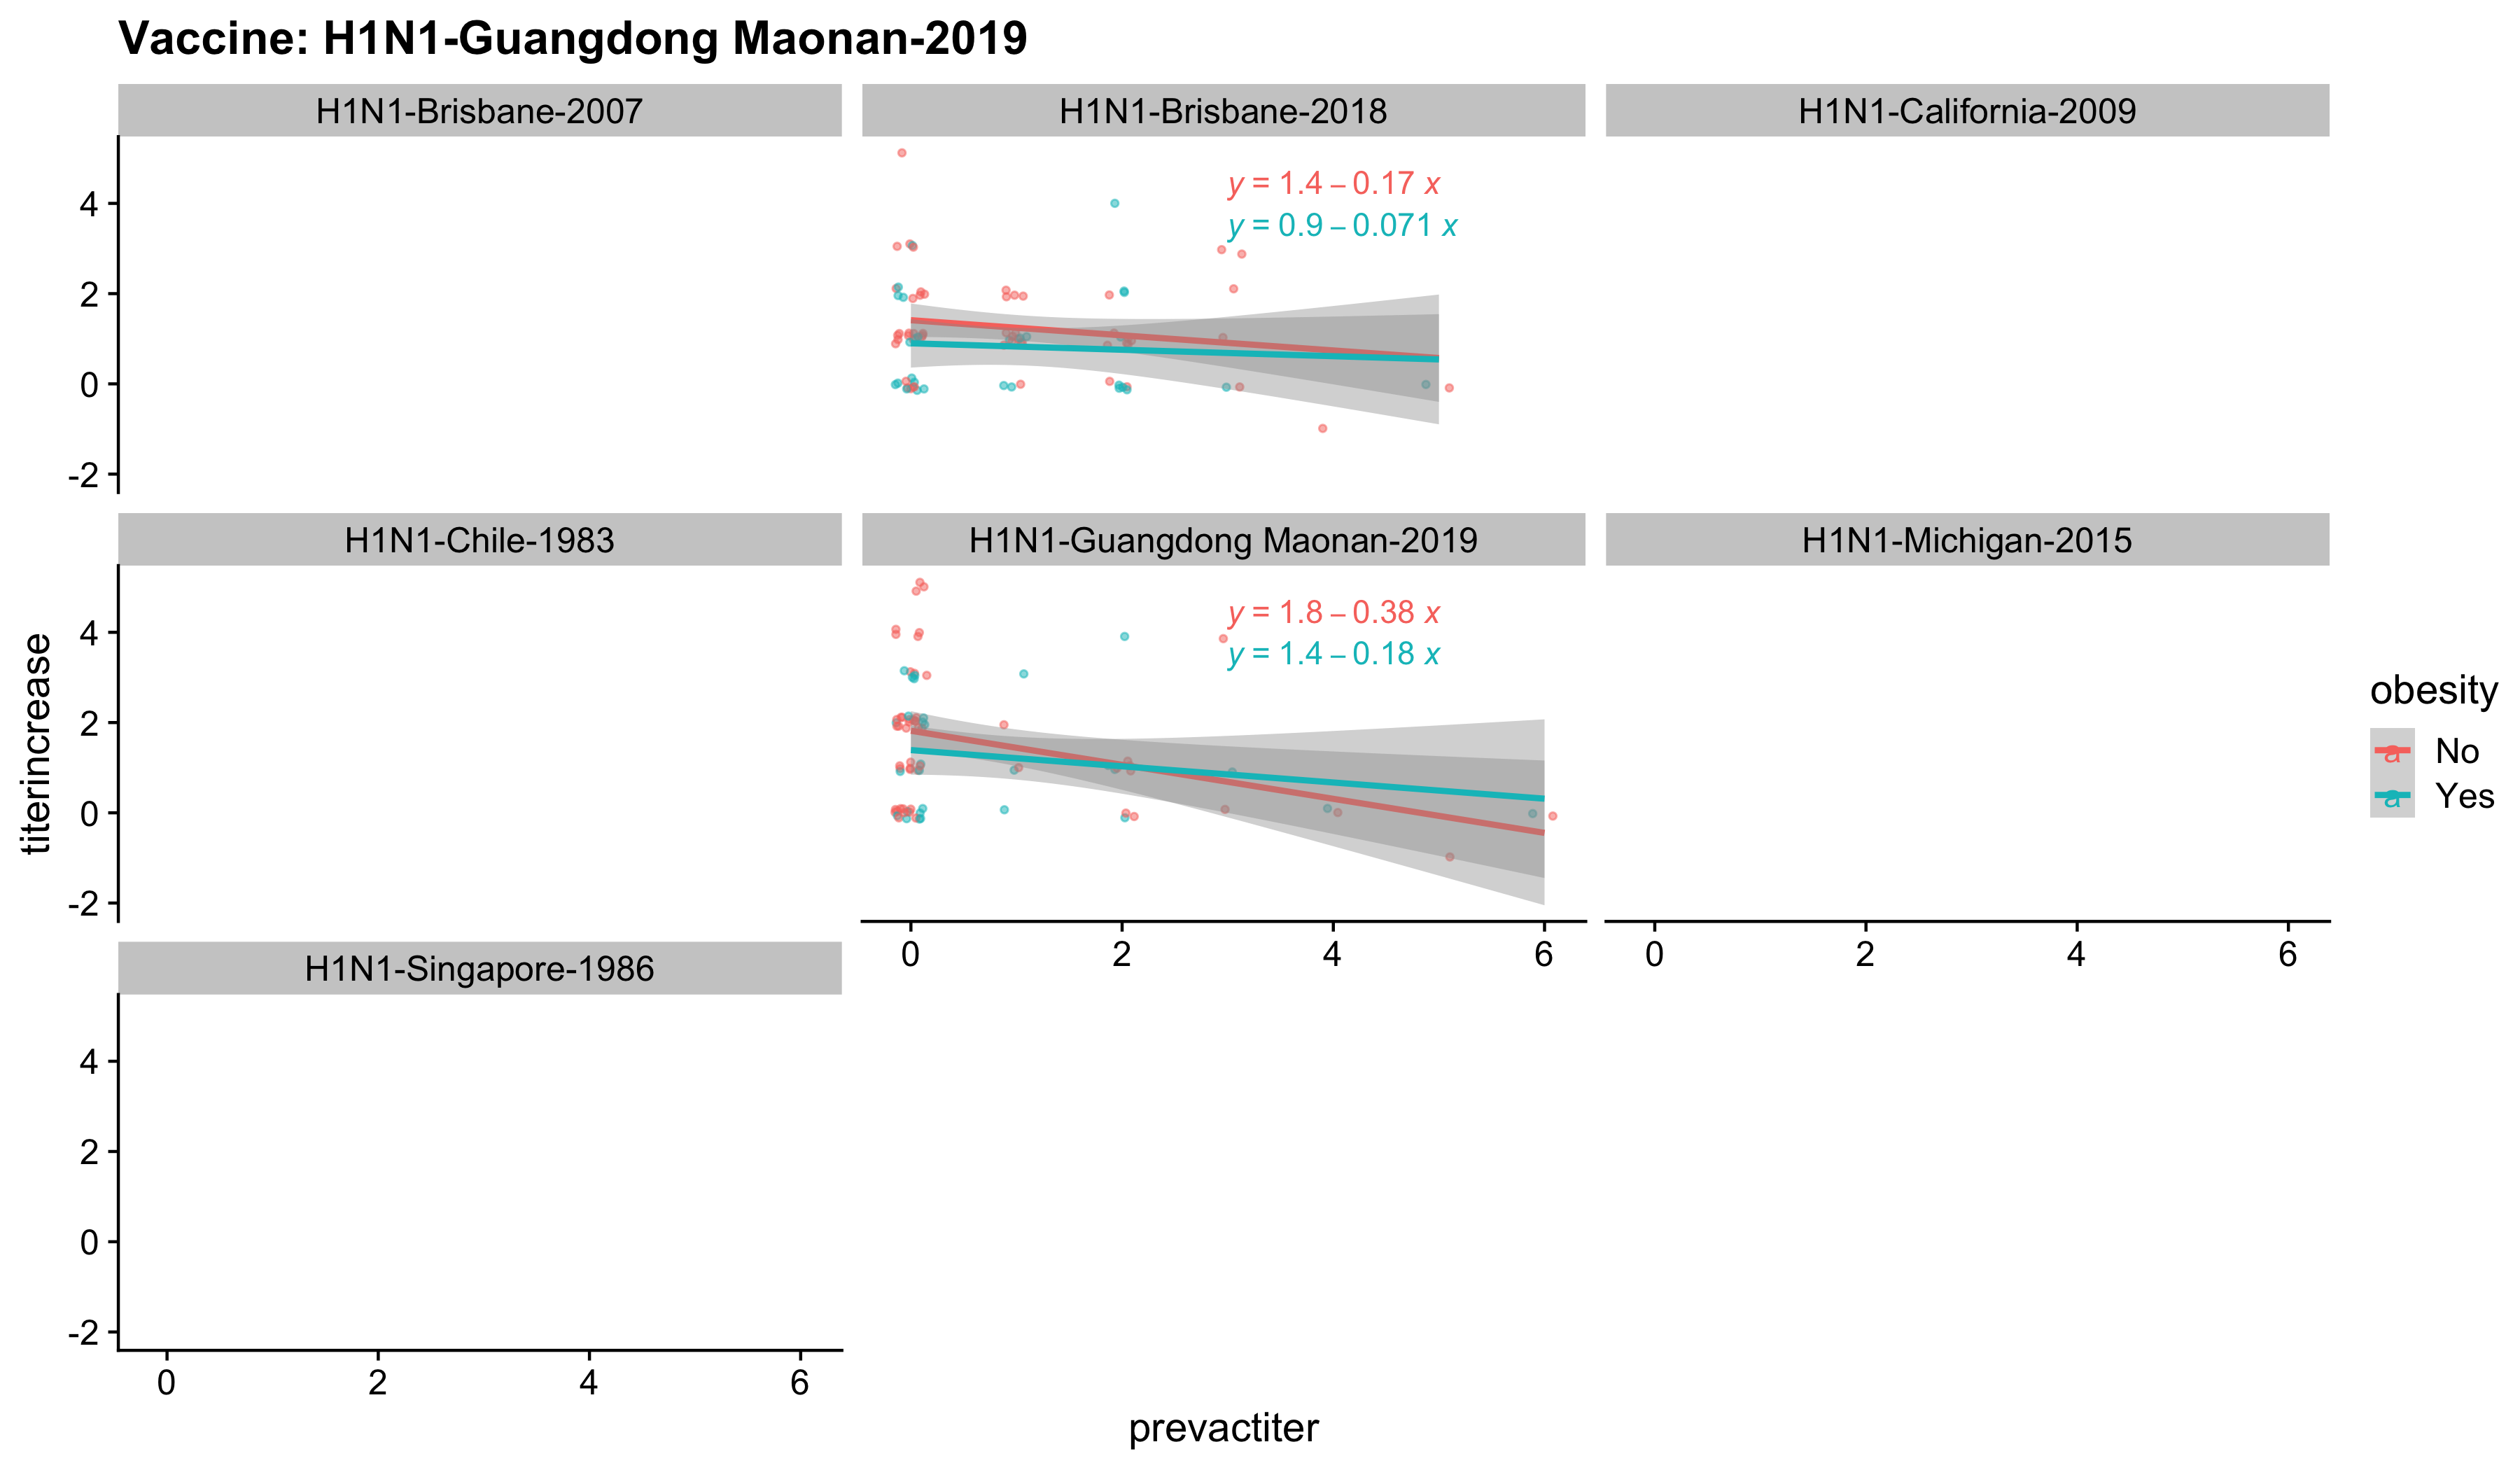 Vaccine: H1N1-Guangdong Maonan-2019
H1N1-Brisbane-2007
H1N1-Brisbane-2018
H1N1-California-2009
4
2
0
-2
y = 1.4 – 0.17 x
y = 0.9 – 0.071 x
H1N1-Chile-1983
H1N1-Guangdong Maonan-2019
H1N1-Michigan-2015
titerincrease
4
2
0
-2
y = 1.8 – 0.38 x
y = 1.4 – 0.18 x
0 2 4 6
0 2 4 6
obesity
a No
a Yes
H1N1-Singapore-1986
4
2
0
-2
0 2 4 6
prevactiter